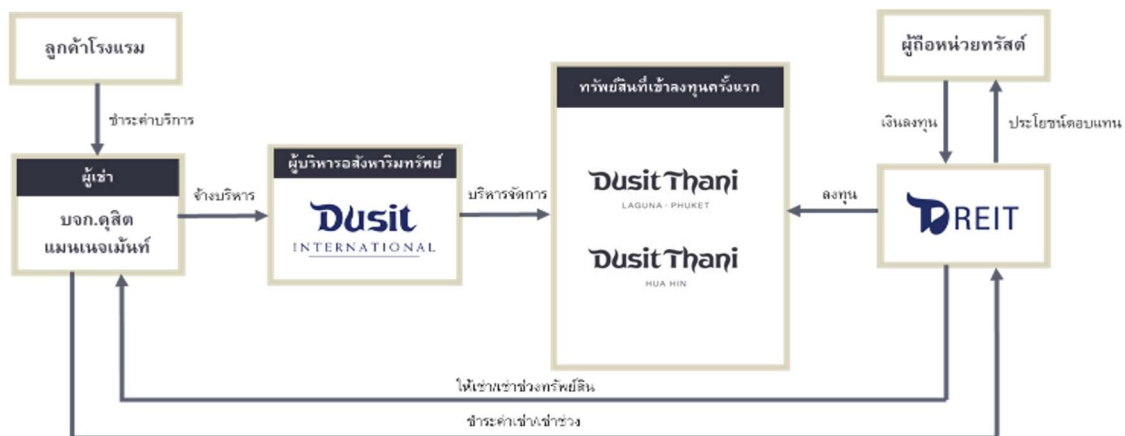 ลูกค้าโรงแรม
ผู้ถือหน่วยทรัสต์
ทรัพย์สินที่เข้าลงทุนครั้งแรก
ชำระค่าบริการ
เงินลงทุน
ประโยชน์ตอบแทน
ผู้เช่า
บจก.ดุสิต
แมนเนจเม้นท์
จ้างบริหาร
ผู้บริหารอสังหาริมทรัพย์
Dusit
INTERNATIONAL
บริหารจัดการ
Dusit Thani
LAGUNA · PHUKET
Dusit Thani
HUA HIN
ลงทุน
DREIT
ให้เช่า/เช่าช่วงทรัพย์สิน
ชำระค่าเช่า/เช่าช่วง